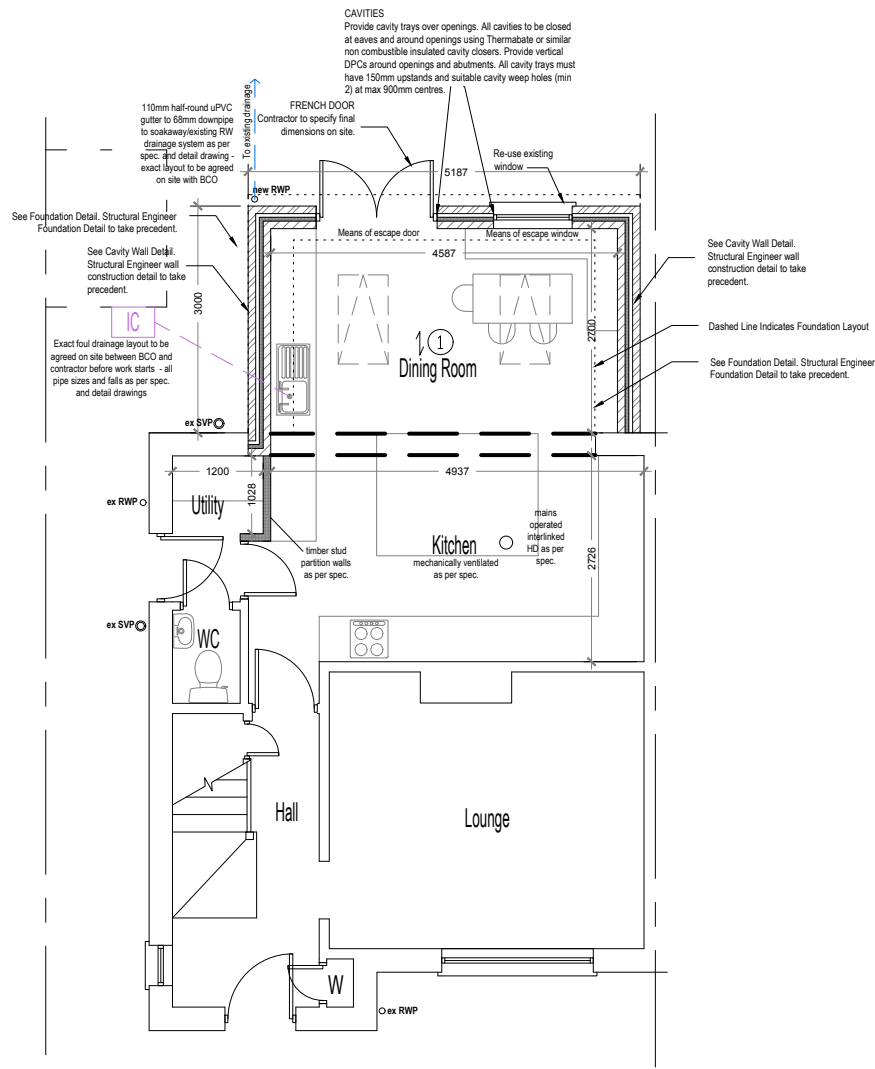 CAVITIES
Provide cavity trays over openings. All cavities to be closed
at eaves and around openings using Thermabate or similar
non combustible insulated cavity closers. Provide vertical
DPCs around openings and abutments. All cavity trays must
have 150mm upstands and suitable cavity weep holes (min
2) at max 900mm centres.
110mm half-round uPVC
gutter to 68mm downpipe
to soakaway/existing RW
drainage system as per
spec. and detail drawing -
exact layout to be agreed
on site with BCO
To existing drainage
FRENCH DOOR
Contractor to specify final
dimensions on site.
Re-use existing
window
5187
new RWP
See Foundation Detail. Structural Engineer
Foundation Detail to take precedent.
Means of escape door
Means of escape window
4587
See Cavity Wall Detail.
Structural Engineer wall
construction detail to take
precedent.
See Cavity Wall Detail.
Structural Engineer wall
construction detail to take
precedent.
3000
2700
IC
Exact foul drainage layout to be
agreed on site between BCO and
contractor before work starts - all
pipe sizes and falls as per spec.
and detail drawings
1
Dining Room
Dashed Line Indicates Foundation Layout
See Foundation Detail. Structural Engineer
Foundation Detail to take precedent.
ex SVP
1200
4937
1028
ex RWP
Utility
Kitchen
mechanically ventilated
as per spec.
mains
operated
interlinked
HD as per
spec.
2726
timber stud
partition walls
as per spec.
ex SVP
WC
Hall
Lounge
W
ex RWP